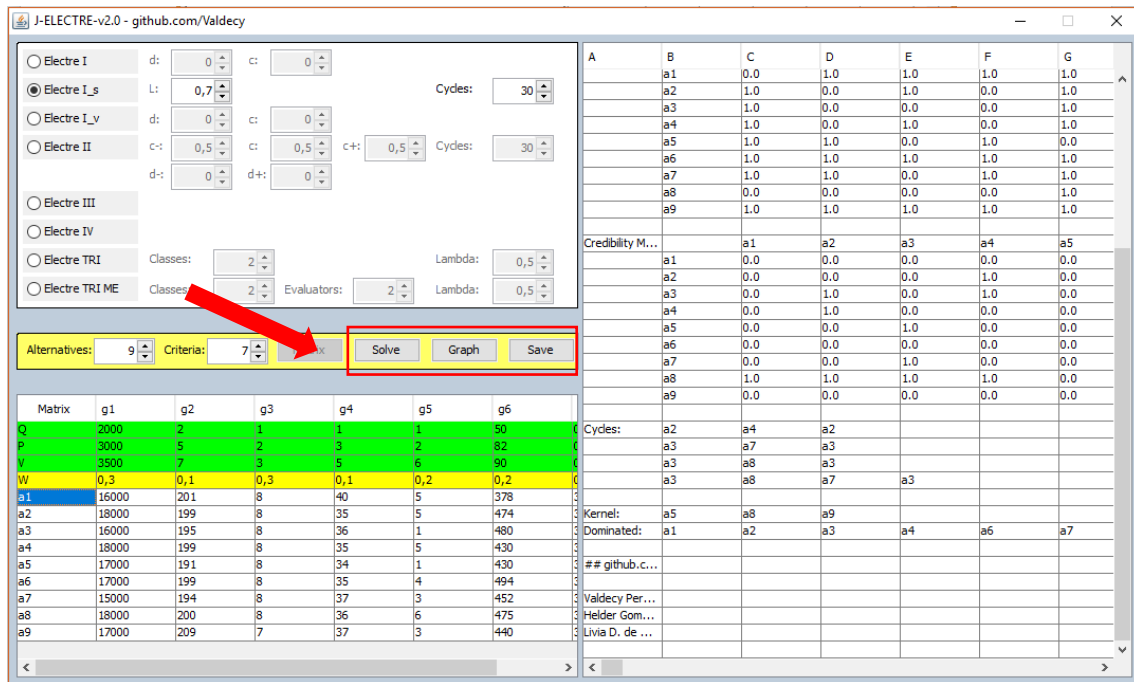 J-ELECTRE-v2.0 - github.com/Valdecy
Electre I d: 0 c: 0
Electre I_s L: 0,7 Cycles: 30
Electre I_v d: 0 c: 0
Electre II c-: 0,5 c: 0,5 c+: 0,5 Cycles: 30
d-: 0 d+: 0
Electre III
Electre IV
Electre TRI Classes: 2 Lambda: 0,5
Electre TRI ME Classes 2 Evaluators: 2 Lambda: 0,5
Alternatives: 9 Criteria: 7 Solve Graph Save
Matrix g1 g2 g3 g4 g5 g6
Q 2000 2 1 1 1 50
P 3000 5 2 3 2 82
V 3500 7 3 5 6 90
W 0,3 0,1 0,3 0,1 0,2 0,2
a1 16000 201 8 40 5 378
a2 18000 199 8 35 5 474
a3 16000 195 8 36 1 480
a4 18000 199 8 35 5 430
a5 17000 191 8 34 1 430
a6 17000 199 8 35 4 494
a7 15000 194 8 37 3 452
a8 18000 200 8 36 6 475
a9 17000 209 7 37 3 440
A B C D E F G
a1 0.0 1.0 1.0 1.0 1.0
a2 1.0 0.0 1.0 0.0 1.0
a3 1.0 0.0 0.0 0.0 1.0
a4 1.0 0.0 1.0 0.0 1.0
a5 1.0 1.0 0.0 1.0 0.0
a6 1.0 1.0 1.0 1.0 1.0
a7 1.0 1.0 0.0 1.0 1.0
a8 0.0 0.0 0.0 0.0 1.0
a9 1.0 1.0 1.0 1.0 1.0
Credibility M... a1 a2 a3 a4 a5
a1 0.0 0.0 0.0 0.0 0.0
a2 0.0 0.0 0.0 1.0 0.0
a3 0.0 1.0 0.0 1.0 0.0
a4 0.0 1.0 0.0 0.0 0.0
a5 0.0 0.0 1.0 0.0 0.0
a6 0.0 0.0 0.0 0.0 0.0
a7 0.0 0.0 1.0 0.0 0.0
a8 1.0 1.0 1.0 1.0 0.0
a9 0.0 0.0 0.0 0.0 0.0
Cycles: a2 a4 a2
a3 a7 a3
a3 a8 a3
a3 a8 a7 a3
Kernel: a5 a8 a9
Dominated: a1 a2 a3 a4 a6 a7
## github.c...
Valdecy Per...
Helder Gom...
Livia D. de ...